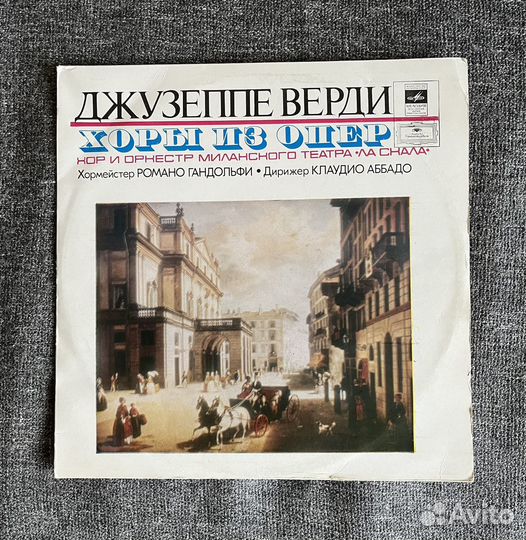 ДЖУЗЕППЕ ВЕРДИ
ХОРЫ ИЗ ОПЕР
ХОР И ОРКЕСТР МИЛАНСКОГО ТЕАТРА «ЛА СКАЛА»
Хормейстер РОМАНО ГАНДОЛЬФИ • Дирижер КЛАУДИО АББАДО
Avito